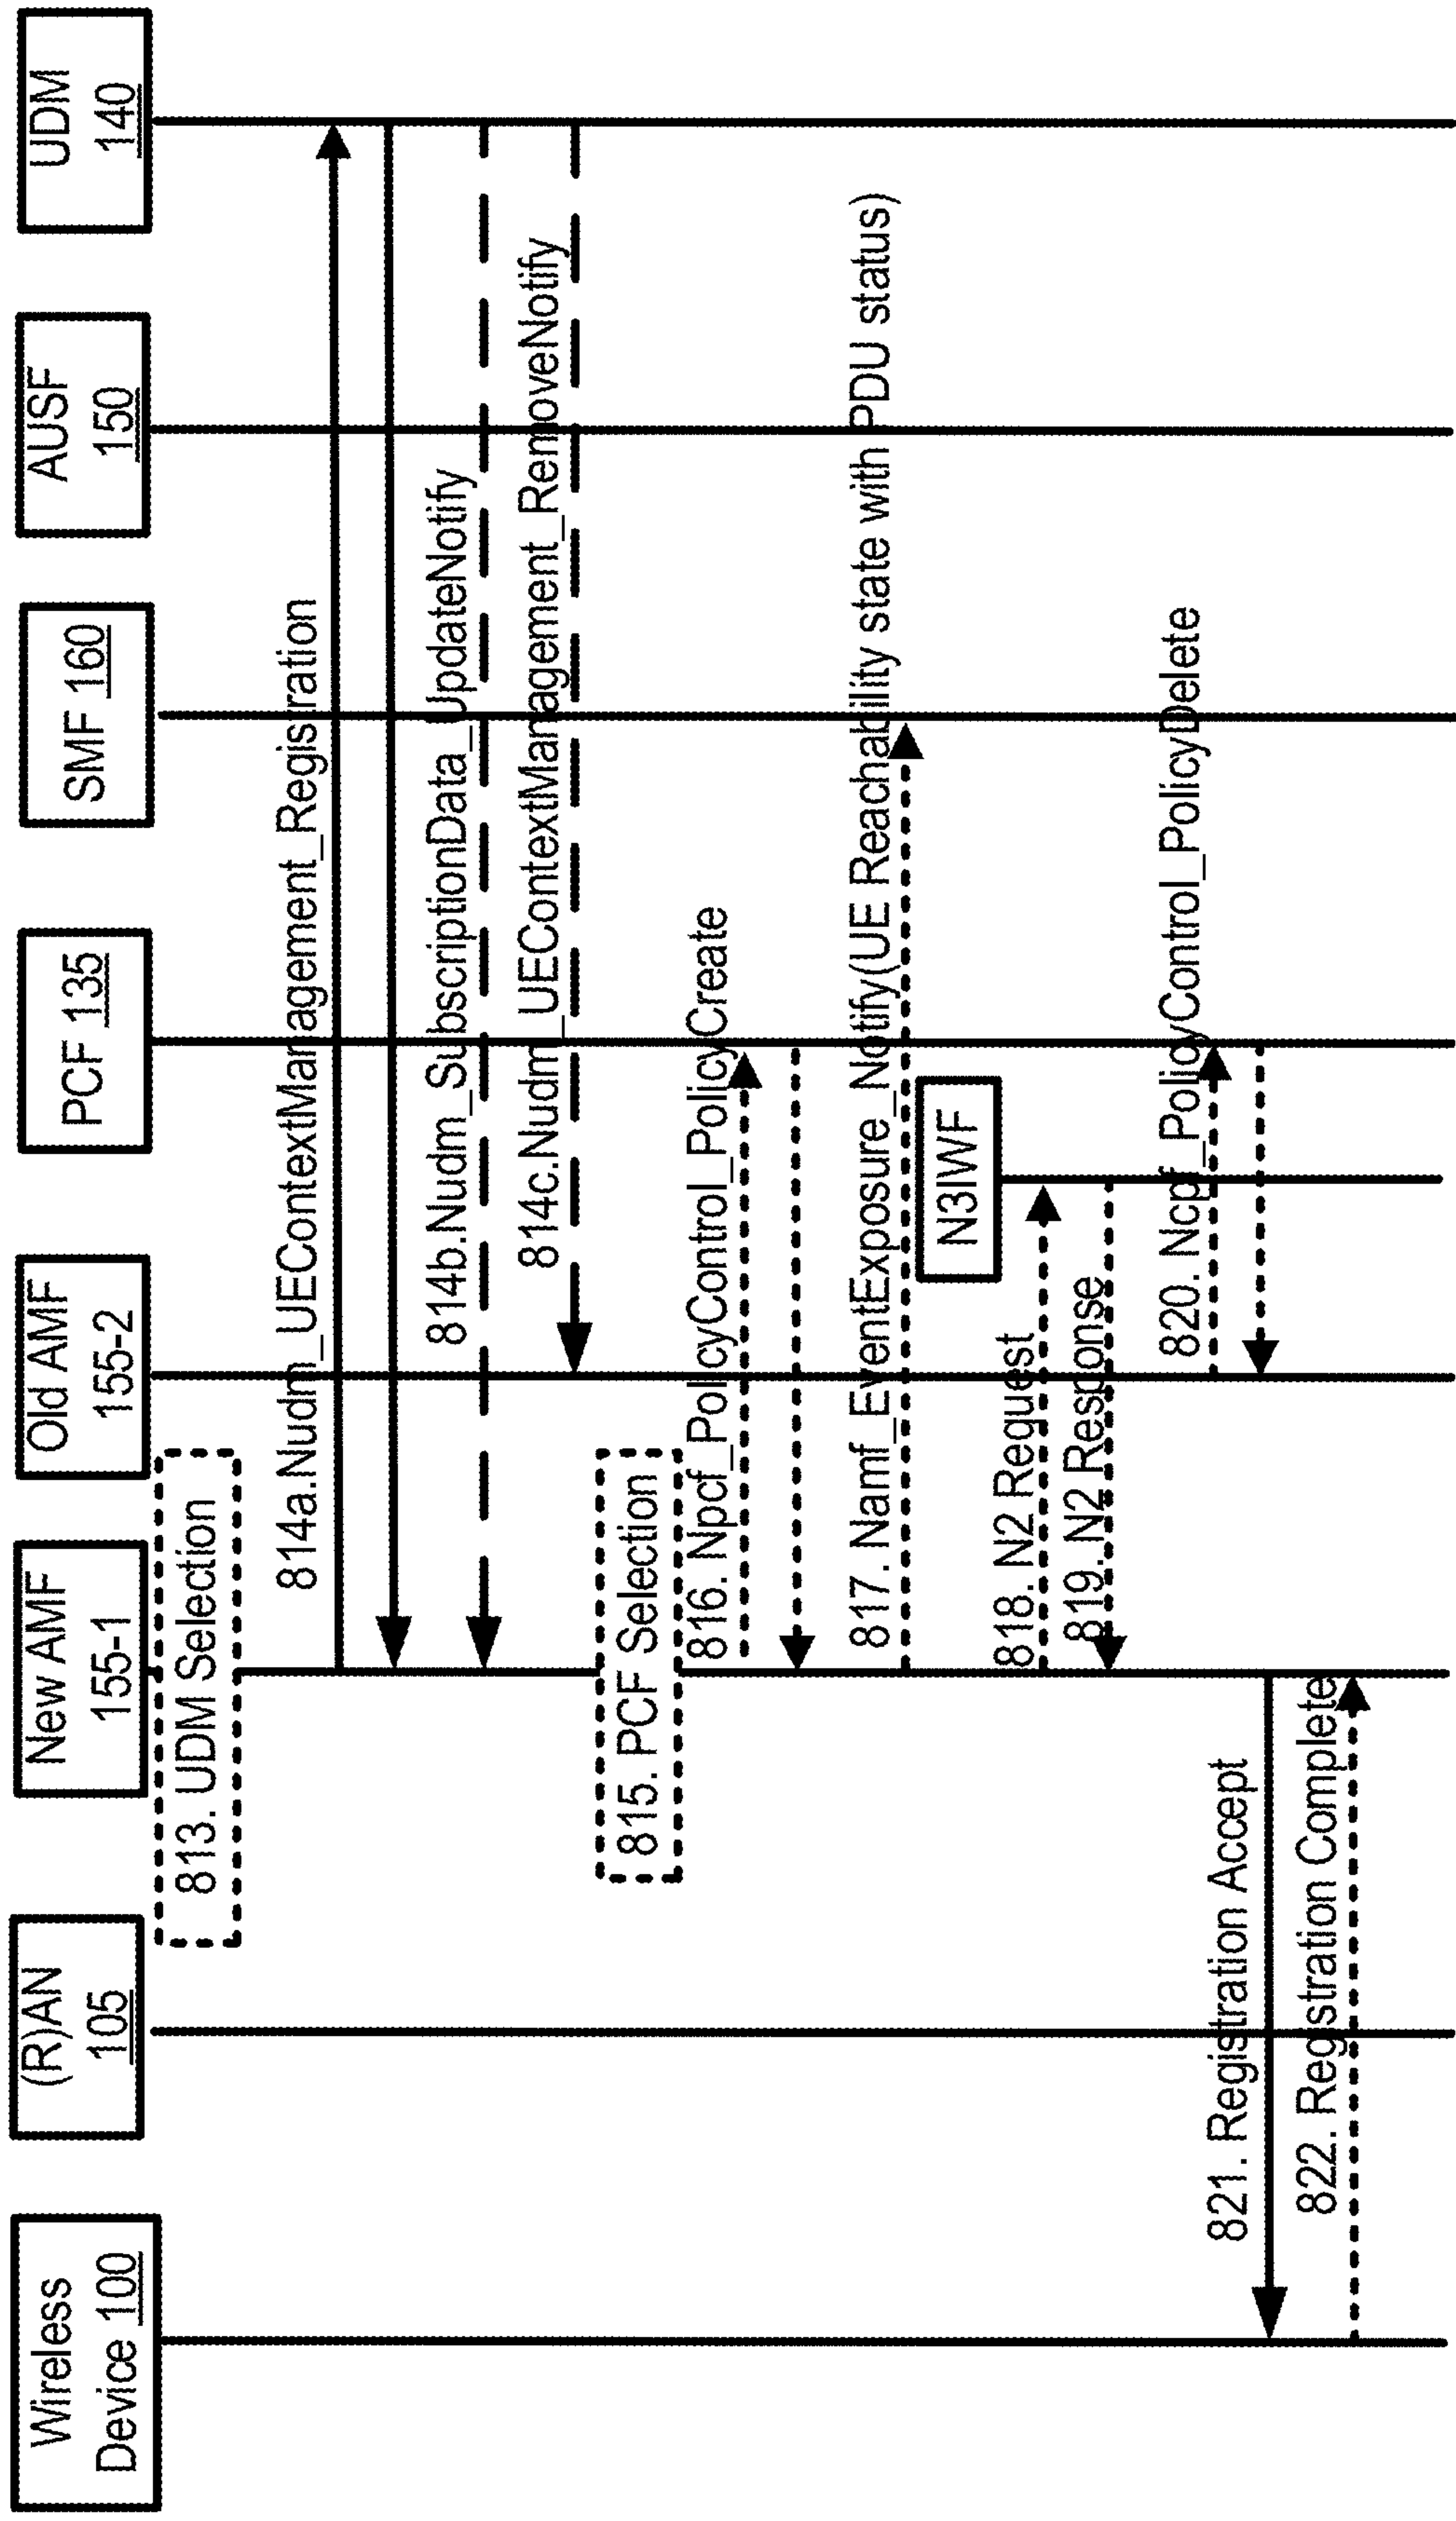 Wireless
Device 100
(R)AN
105
New AMF
155-1
Old AMF
155-2
PCF 135
SMF 160
AUSF
150
UDM
140
813. UDM Selection
814a.Nudm_UEContextManagement_Registration
814b.Nudm_SubscriptionData_UpdateNotify
814c.Nudm_UEContextManagement_RemoveNotify
815. PCF Selection
816. Npcf_PolicyControl_PolicyCreate
817. Namf_EventExposure_Notify(UE Reachability state with PDU status)
N3IWF
818. N2 Request
819. N2 Response
820. Ncpf_PolicyControl_PolicyDelete
821. Registration Accept
822. Registration Complete